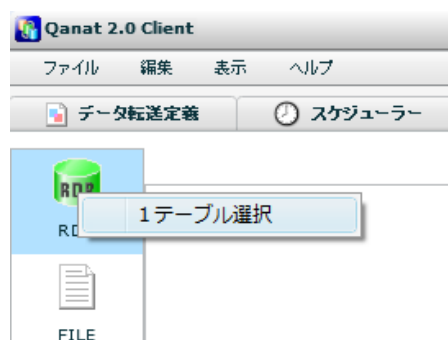 Qanat 2.0 Client
ファイル 編集 表示 ヘルプ
データ転送定義 スケジューラー
RDB
1テーブル選択
FILE